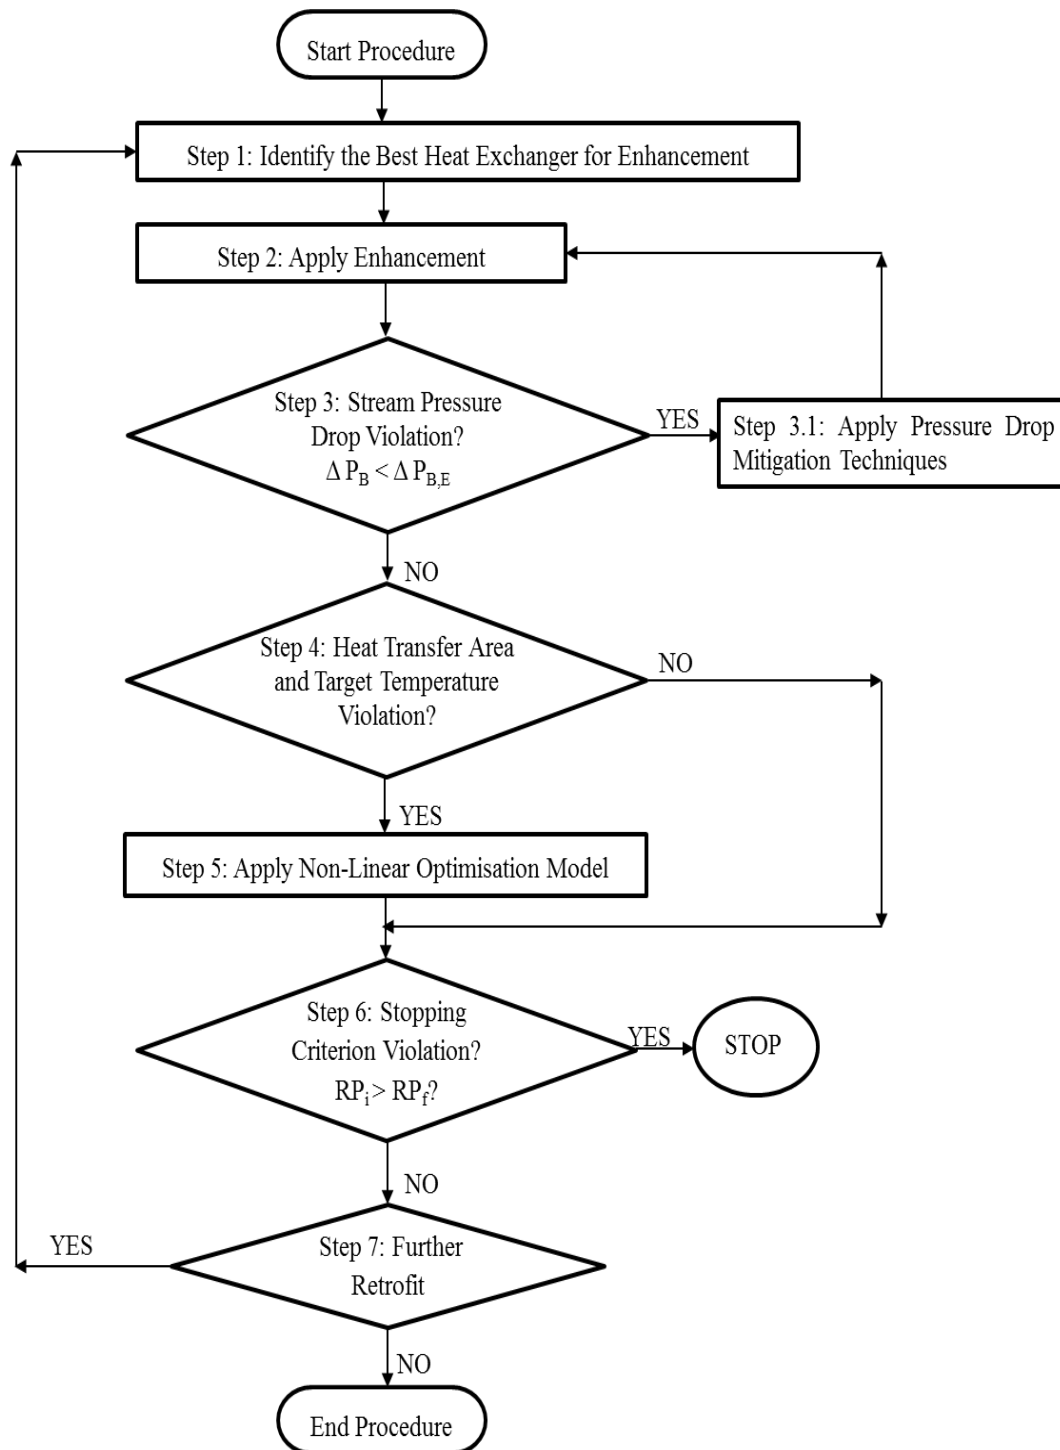 Start Procedure
Step 1: Identify the Best Heat Exchanger for Enhancement
Step 2: Apply Enhancement
Step 3: Stream Pressure
Drop Violation?
Δ P_B < Δ P_B,E
YES
Step 3.1: Apply Pressure Drop
Mitigation Techniques
NO
Step 4: Heat Transfer Area
and Target Temperature
Violation?
NO
YES
Step 5: Apply Non-Linear Optimisation Model
Step 6: Stopping
Criterion Violation?
RP_i > RP_f?
YES
STOP
NO
Step 7: Further
Retrofit
YES
NO
End Procedure